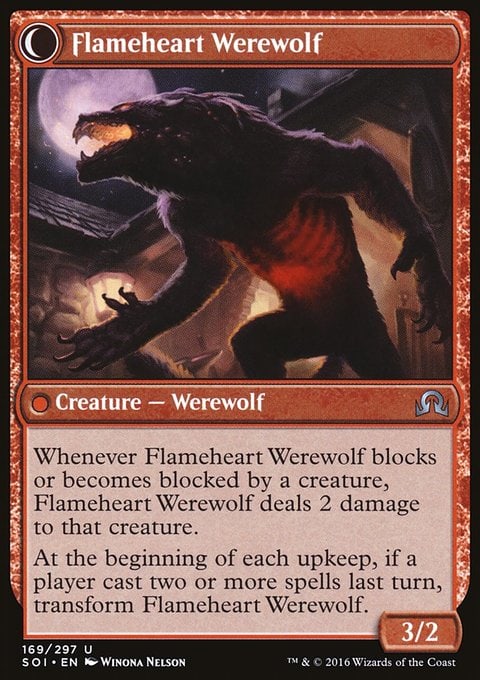 Flameheart Werewolf
Creature — Werewolf
Whenever Flameheart Werewolf blocks
or becomes blocked by a creature,
Flameheart Werewolf deals 2 damage
to that creature.
At the beginning of each upkeep, if a
player cast two or more spells last turn,
transform Flameheart Werewolf.
3/2
169/297 U
SOI • EN Winona Nelson
™ & © 2016 Wizards of the Coast